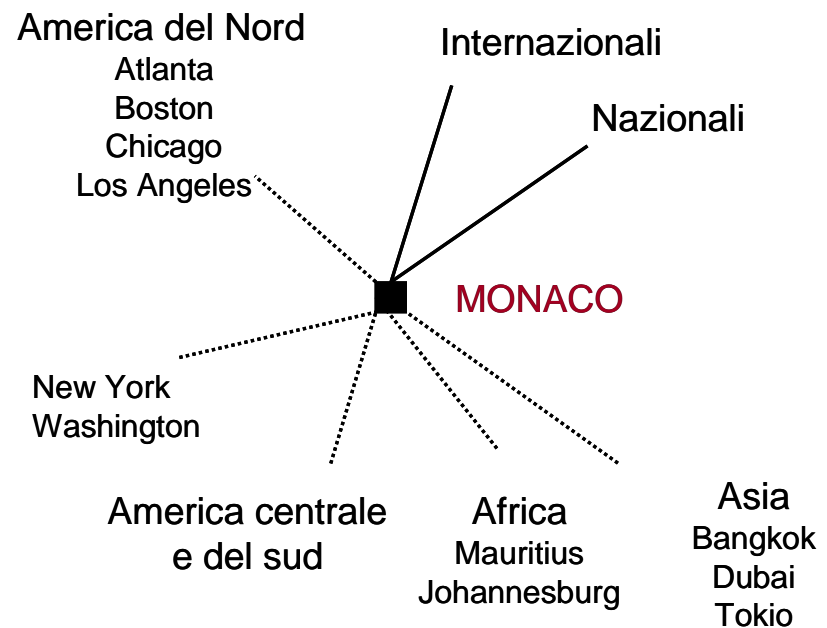 America del Nord
Atlanta
Boston
Chicago
Los Angeles
Internazionali
Nazionali
MONACO
New York
Washington
America centrale
e del sud
Africa
Mauritius
Johannesburg
Asia
Bangkok
Dubai
Tokio